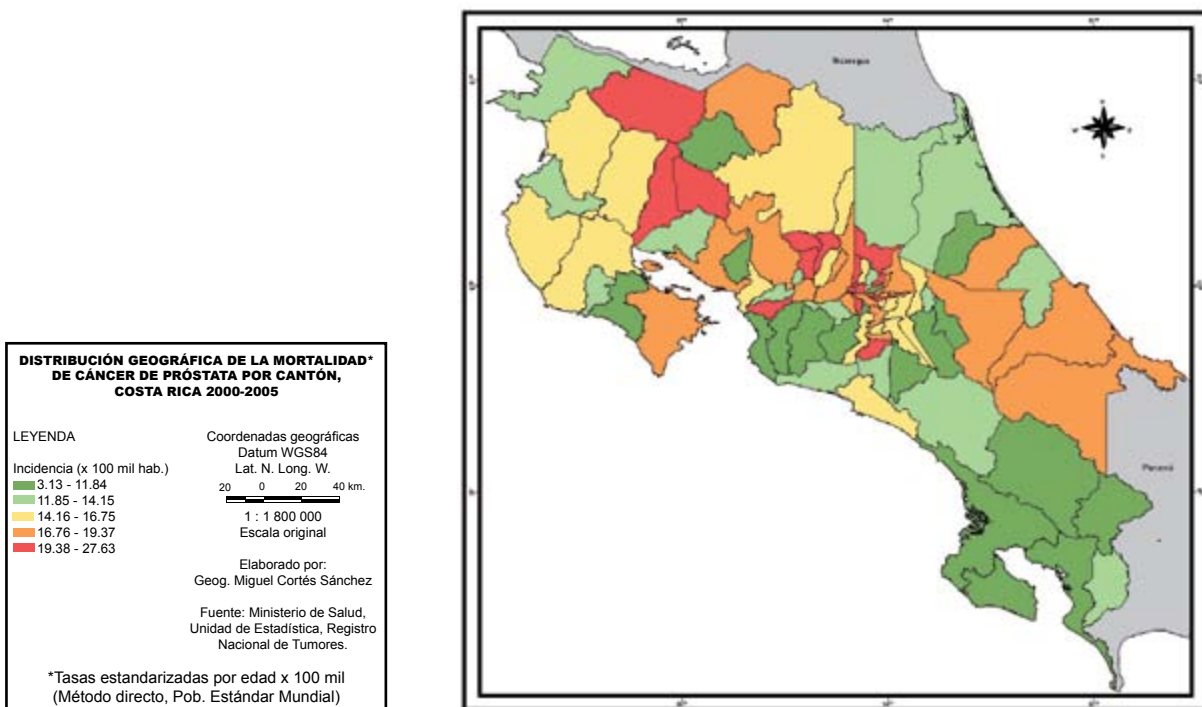 Nicaragua
Panamá
DISTRIBUCIÓN GEOGRÁFICA DE LA MORTALIDAD*
DE CÁNCER DE PRÓSTATA POR CANTÓN,
COSTA RICA 2000-2005
LEYENDA
Incidencia (x 100 mil hab.)
3.13 - 11.84
11.85 - 14.15
14.16 - 16.75
16.76 - 19.37
19.38 - 27.63
Coordenadas geográficas
Datum WGS84
Lat. N. Long. W.
20 0 20 40 km.
1 : 1 800 000
Escala original
Elaborado por:
Geog. Miguel Cortés Sánchez
Fuente: Ministerio de Salud,
Unidad de Estadística, Registro
Nacional de Tumores.
*Tasas estandarizadas por edad x 100 mil
(Método directo, Pob. Estándar Mundial)